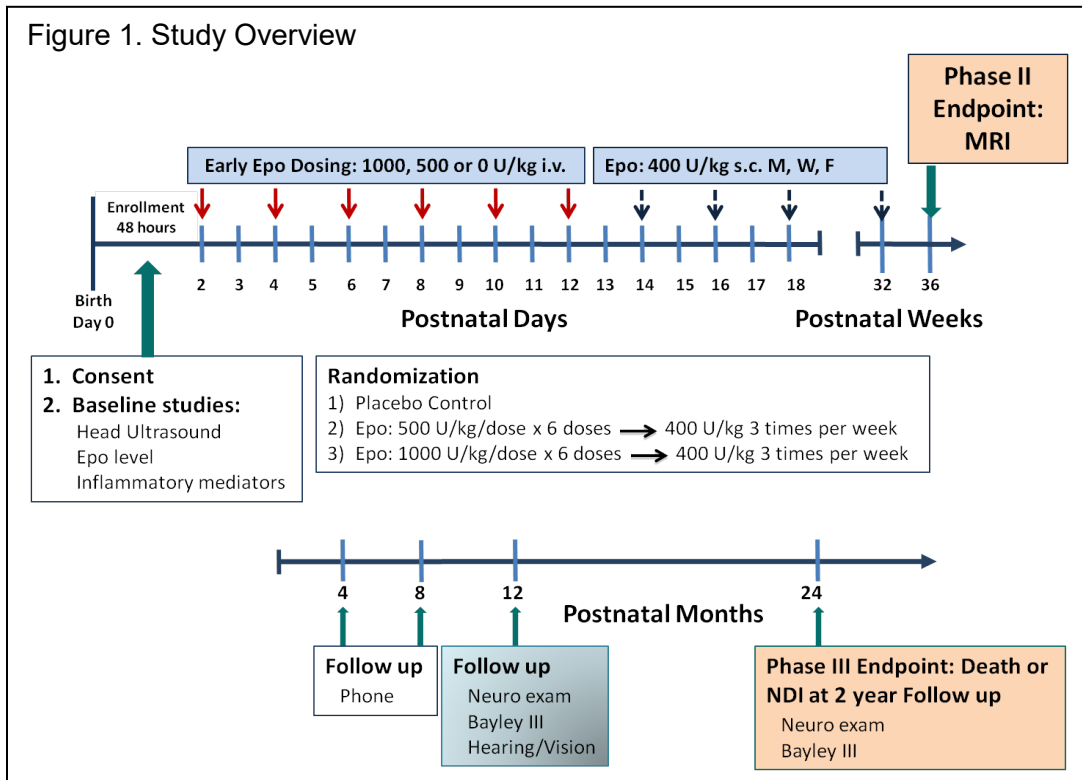 Figure 1. Study Overview
Phase II
Endpoint:
MRI
Early Epo Dosing: 1000, 500 or 0 U/kg i.v.
Epo: 400 U/kg s.c. M, W, F
Enrollment
48 hours
2 3 4 5 6 7 8 9 10 11 12 13 14 15 16 17 18 32 36
Birth
Day 0
Postnatal Days
Postnatal Weeks
1. Consent
2. Baseline studies:
Head Ultrasound
Epo level
Inflammatory mediators
Randomization
1) Placebo Control
2) Epo: 500 U/kg/dose x 6 doses → 400 U/kg 3 times per week
3) Epo: 1000 U/kg/dose x 6 doses → 400 U/kg 3 times per week
4 8 12 24
Postnatal Months
Follow up
Phone
Follow up
Neuro exam
Bayley III
Hearing/Vision
Phase III Endpoint: Death or
NDI at 2 year Follow up
Neuro exam
Bayley III